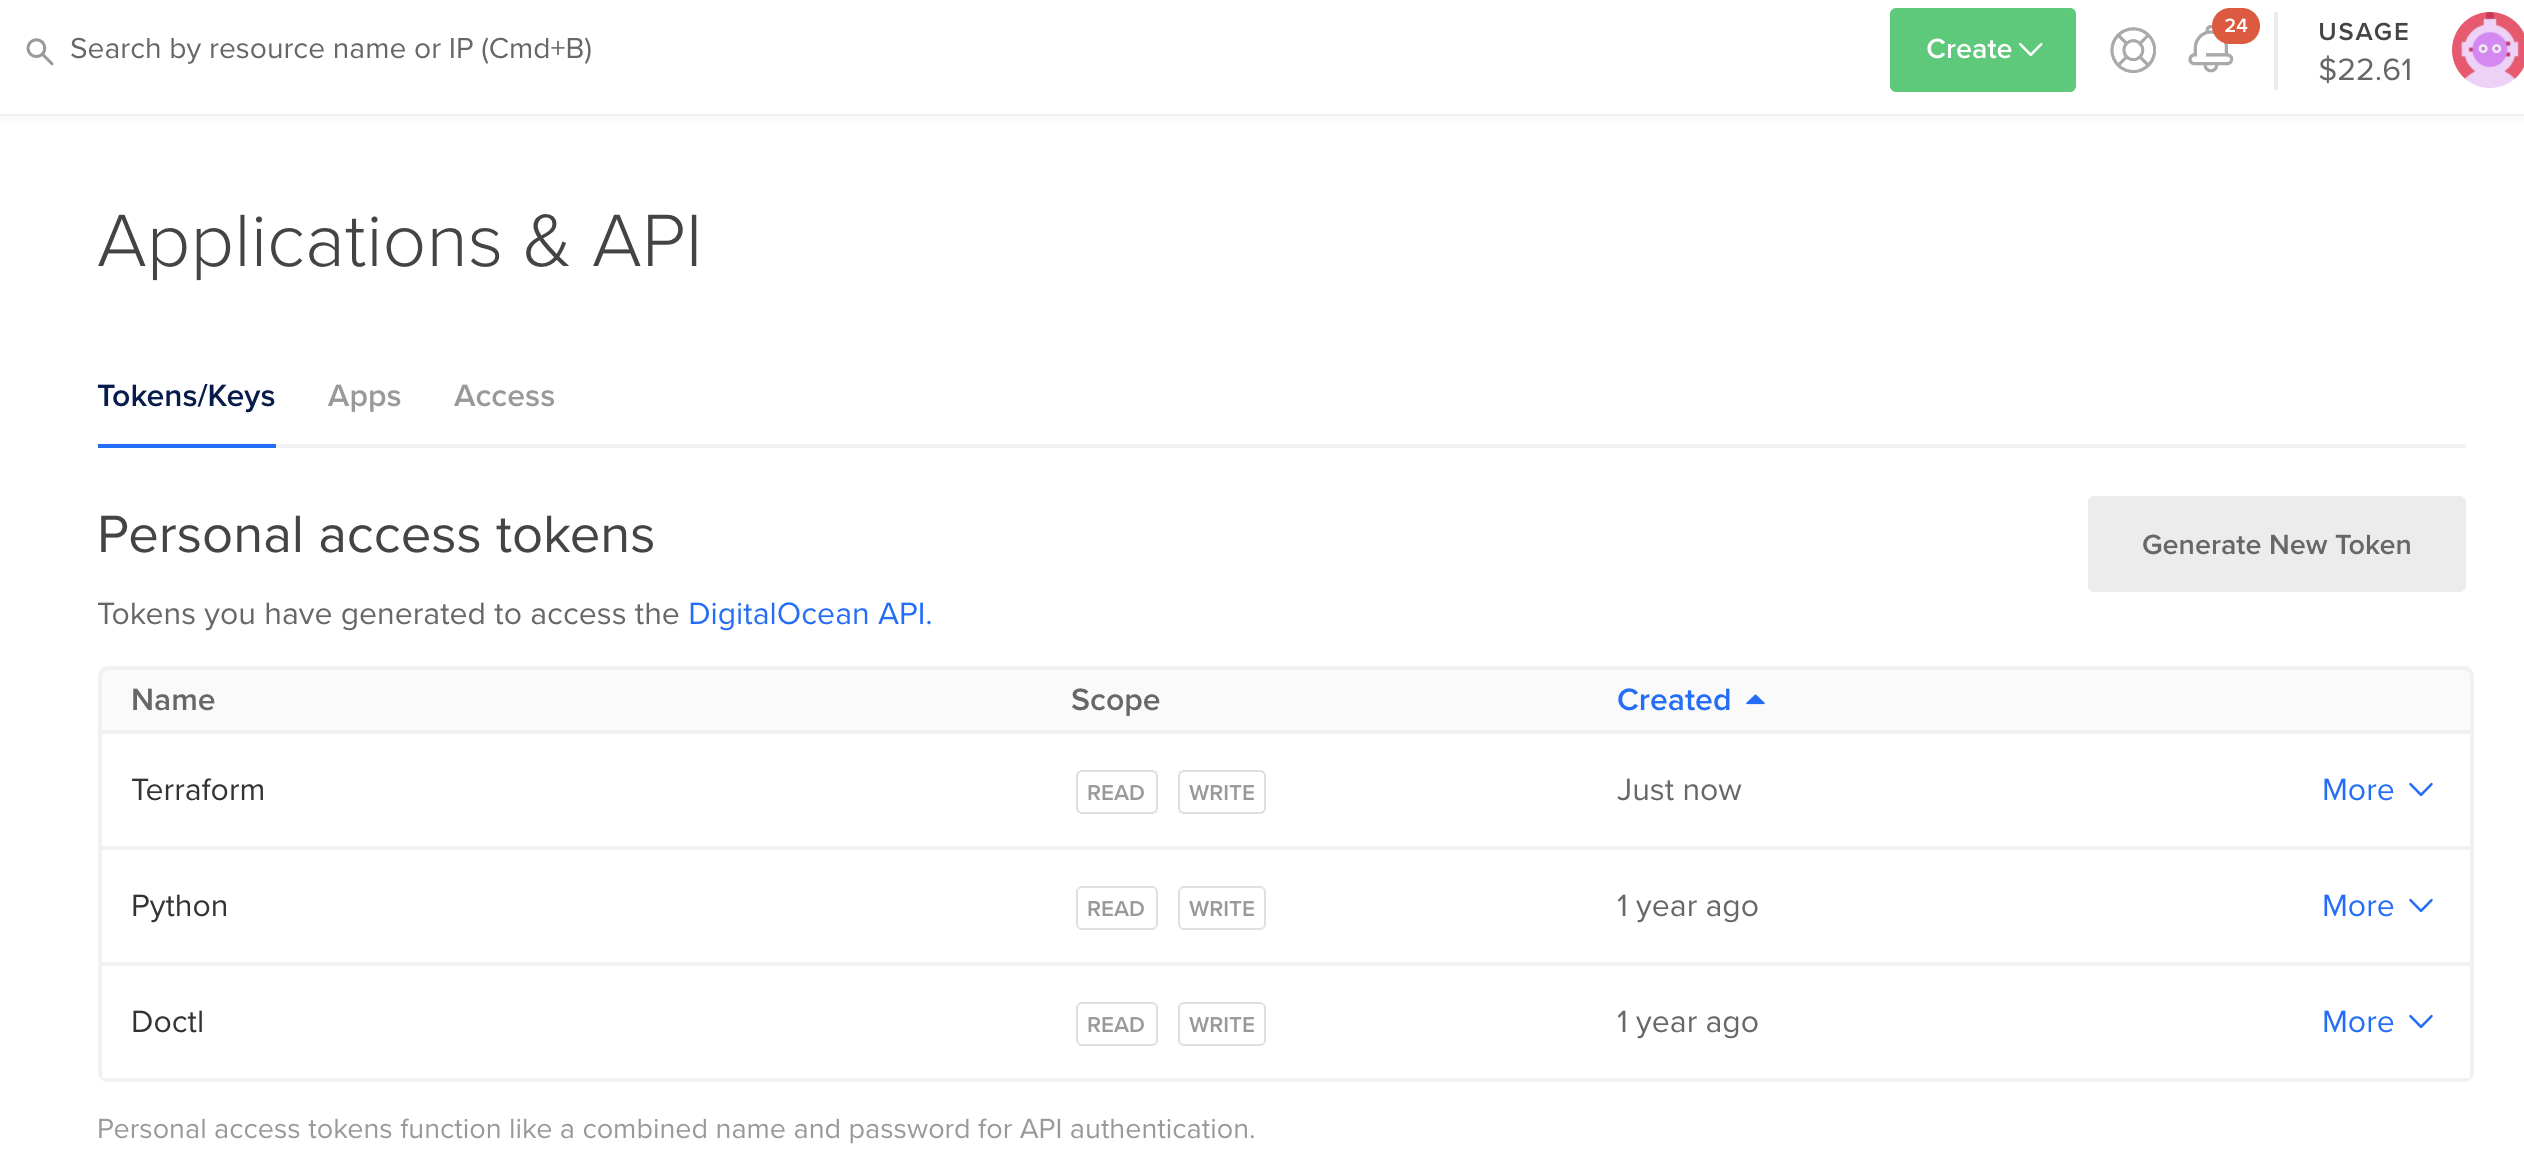 Search by resource name or IP (Cmd+B)
Create
24
USAGE
$22.61
Applications & API
Tokens/Keys Apps Access
Personal access tokens
Generate New Token
Tokens you have generated to access the DigitalOcean API.
Name Scope Created
Terraform READ WRITE Just now More
Python READ WRITE 1 year ago More
Doctl READ WRITE 1 year ago More
Personal access tokens function like a combined name and password for API authentication.